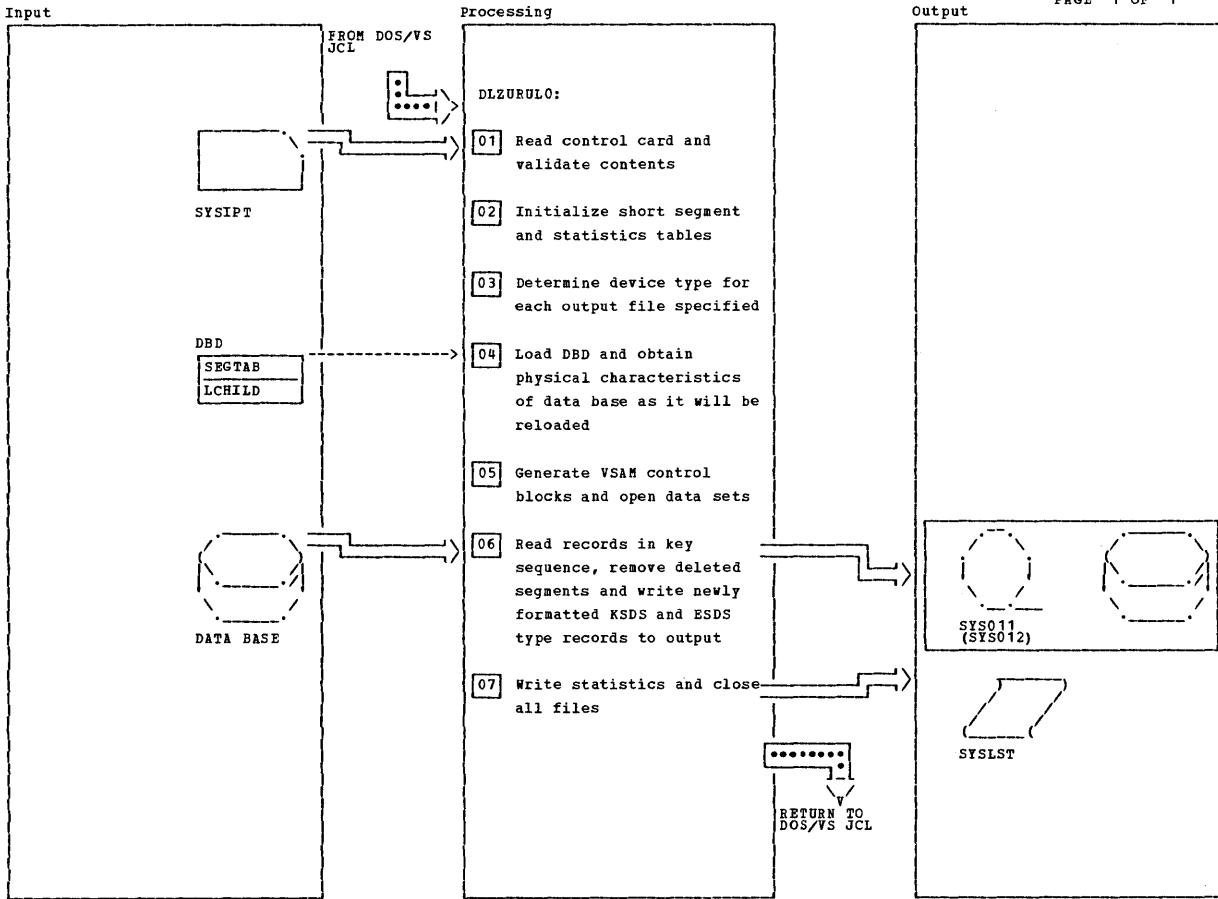 PAGE 1 OF 1
Input
Processing
Output
FROM DOS/VS
JCL
DLZURUL0:
01 Read control card and
validate contents
SYSIPT
02 Initialize short segment
and statistics tables
03 Determine device type for
each output file specified
DBD
SEGTAB
LCHILD
04 Load DBD and obtain
physical characteristics
of data base as it will be
reloaded
05 Generate VSAM control
blocks and open data sets
DATA BASE
06 Read records in key
sequence, remove deleted
segments and write newly
formatted KSDS and ESDS
type records to output
SYS011
(SYS012)
07 Write statistics and close
all files
SYSLST
RETURN TO
DOS/VS JCL